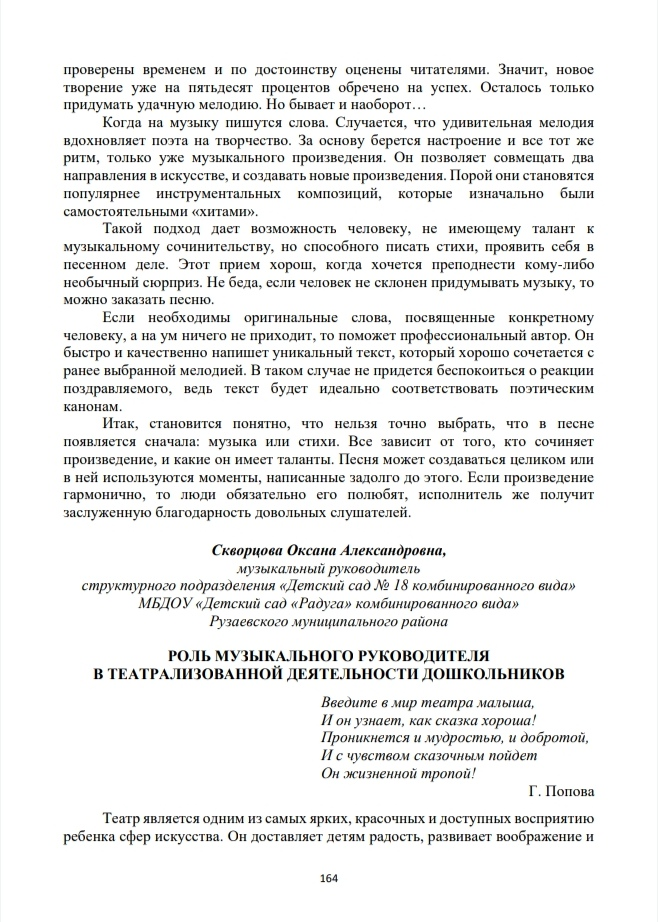 проверены временем и по достоинству оценены читателями. Значит, новое
творение уже на пятьдесят процентов обречено на успех. Осталось только
придумать удачную мелодию. Но бывает и наоборот…
Когда на музыку пишутся слова. Случается, что удивительная мелодия
вдохновляет поэта на творчество. За основу берется настроение и все тот же
ритм, только уже музыкального произведения. Он позволяет совмещать два
направления в искусстве, и создавать новые произведения. Порой они становятся
популярнее инструментальных композиций, которые изначально были
самостоятельными «хитами».
Такой подход дает возможность человеку, не имеющему талант к
музыкальному сочинительству, но способного писать стихи, проявить себя в
песенном деле. Этот прием хорош, когда хочется преподнести кому-либо
необычный сюрприз. Не беда, если человек не склонен придумывать музыку, то
можно заказать песню.
Если необходимы оригинальные слова, посвященные конкретному
человеку, а на ум ничего не приходит, то поможет профессиональный автор. Он
быстро и качественно напишет уникальный текст, который хорошо сочетается с
ранее выбранной мелодией. В таком случае не придется беспокоиться о реакции
поздравляемого, ведь текст будет идеально соответствовать поэтическим
канонам.
Итак, становится понятно, что нельзя точно выбрать, что в песне
появляется сначала: музыка или стихи. Все зависит от того, кто сочиняет
произведение, и какие он имеет таланты. Песня может создаваться целиком или
в ней используются моменты, написанные задолго до этого. Если произведение
гармонично, то люди обязательно его полюбят, исполнитель же получит
заслуженную благодарность довольных слушателей.
Скворцова Оксана Александровна,
музыкальный руководитель
структурного подразделения «Детский сад № 18 комбинированного вида»
МБДОУ «Детский сад «Радуга» комбинированного вида»
Рузаевского муниципального района
РОЛЬ МУЗЫКАЛЬНОГО РУКОВОДИТЕЛЯ
В ТЕАТРАЛИЗОВАННОЙ ДЕЯТЕЛЬНОСТИ ДОШКОЛЬНИКОВ
Введите в мир театра малыша,
И он узнает, как сказка хороша!
Проникнется и мудростью, и добротой,
И с чувством сказочным пойдет
Он жизненной тропой!
Г. Попова
Театр является одним из самых ярких, красочных и доступных восприятию
ребенка сфер искусства. Он доставляет детям радость, развивает воображение и
164